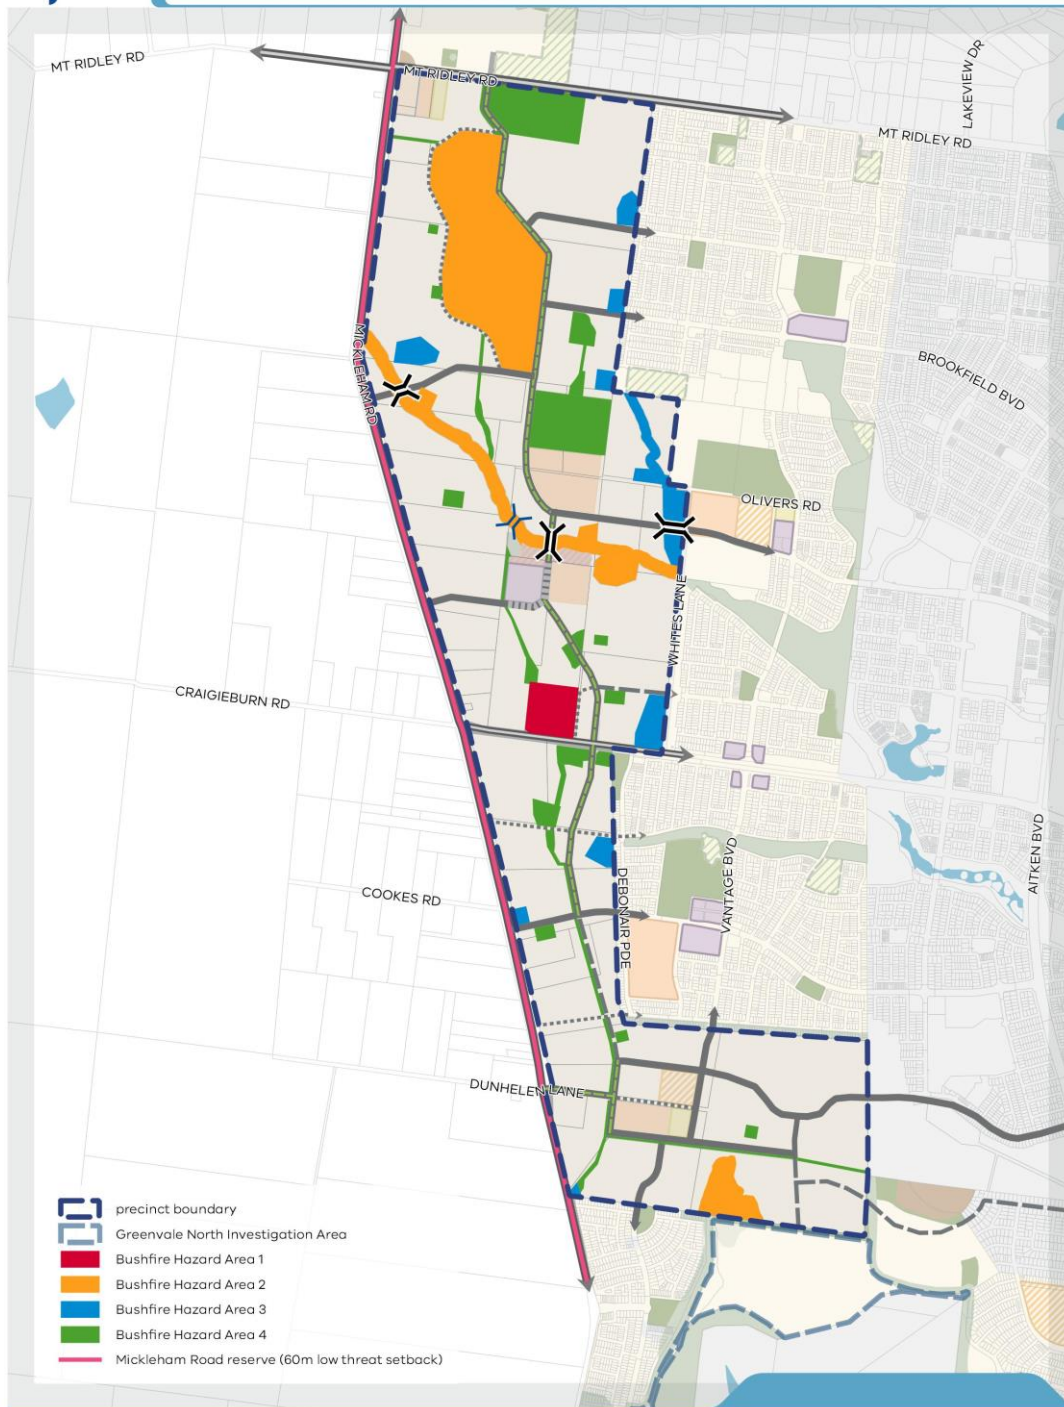 MT RIDLEY RD
MT RIDLEY RD
LAKEVIEW DR
MT RIDLEY RD
MICKLEHAM RD
BROOKFIELD BVD
OLIVERS RD
WHITES LANE
CRAIGIEBURN RD
COOKES RD
DEBONAIR PDE
VANTAGE BVD
AITKEN BVD
DUNHELEN LANE
precinct boundary
Greenvale North Investigation Area
Bushfire Hazard Area 1
Bushfire Hazard Area 2
Bushfire Hazard Area 3
Bushfire Hazard Area 4
Mickleham Road reserve (60m low threat setback)